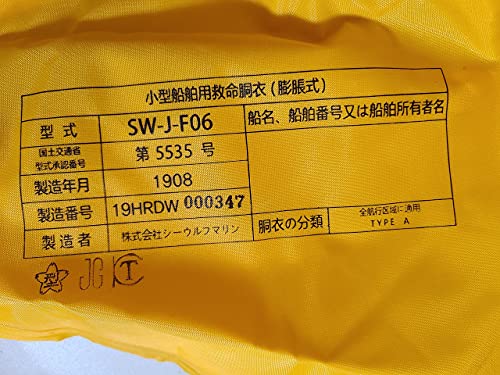 小型船舶用救命胴衣(膨脹式)
型式 SW-J-F06
国土交通省
型式承認番号 第 5535 号
製造年月 1908
製造番号 19HRDW 000347
製造者 株式会社シーウルフマリン
船名、船舶番号又は船舶所有者名
胴衣の分類 全航行区域に適用
TYPE A
型 JG T